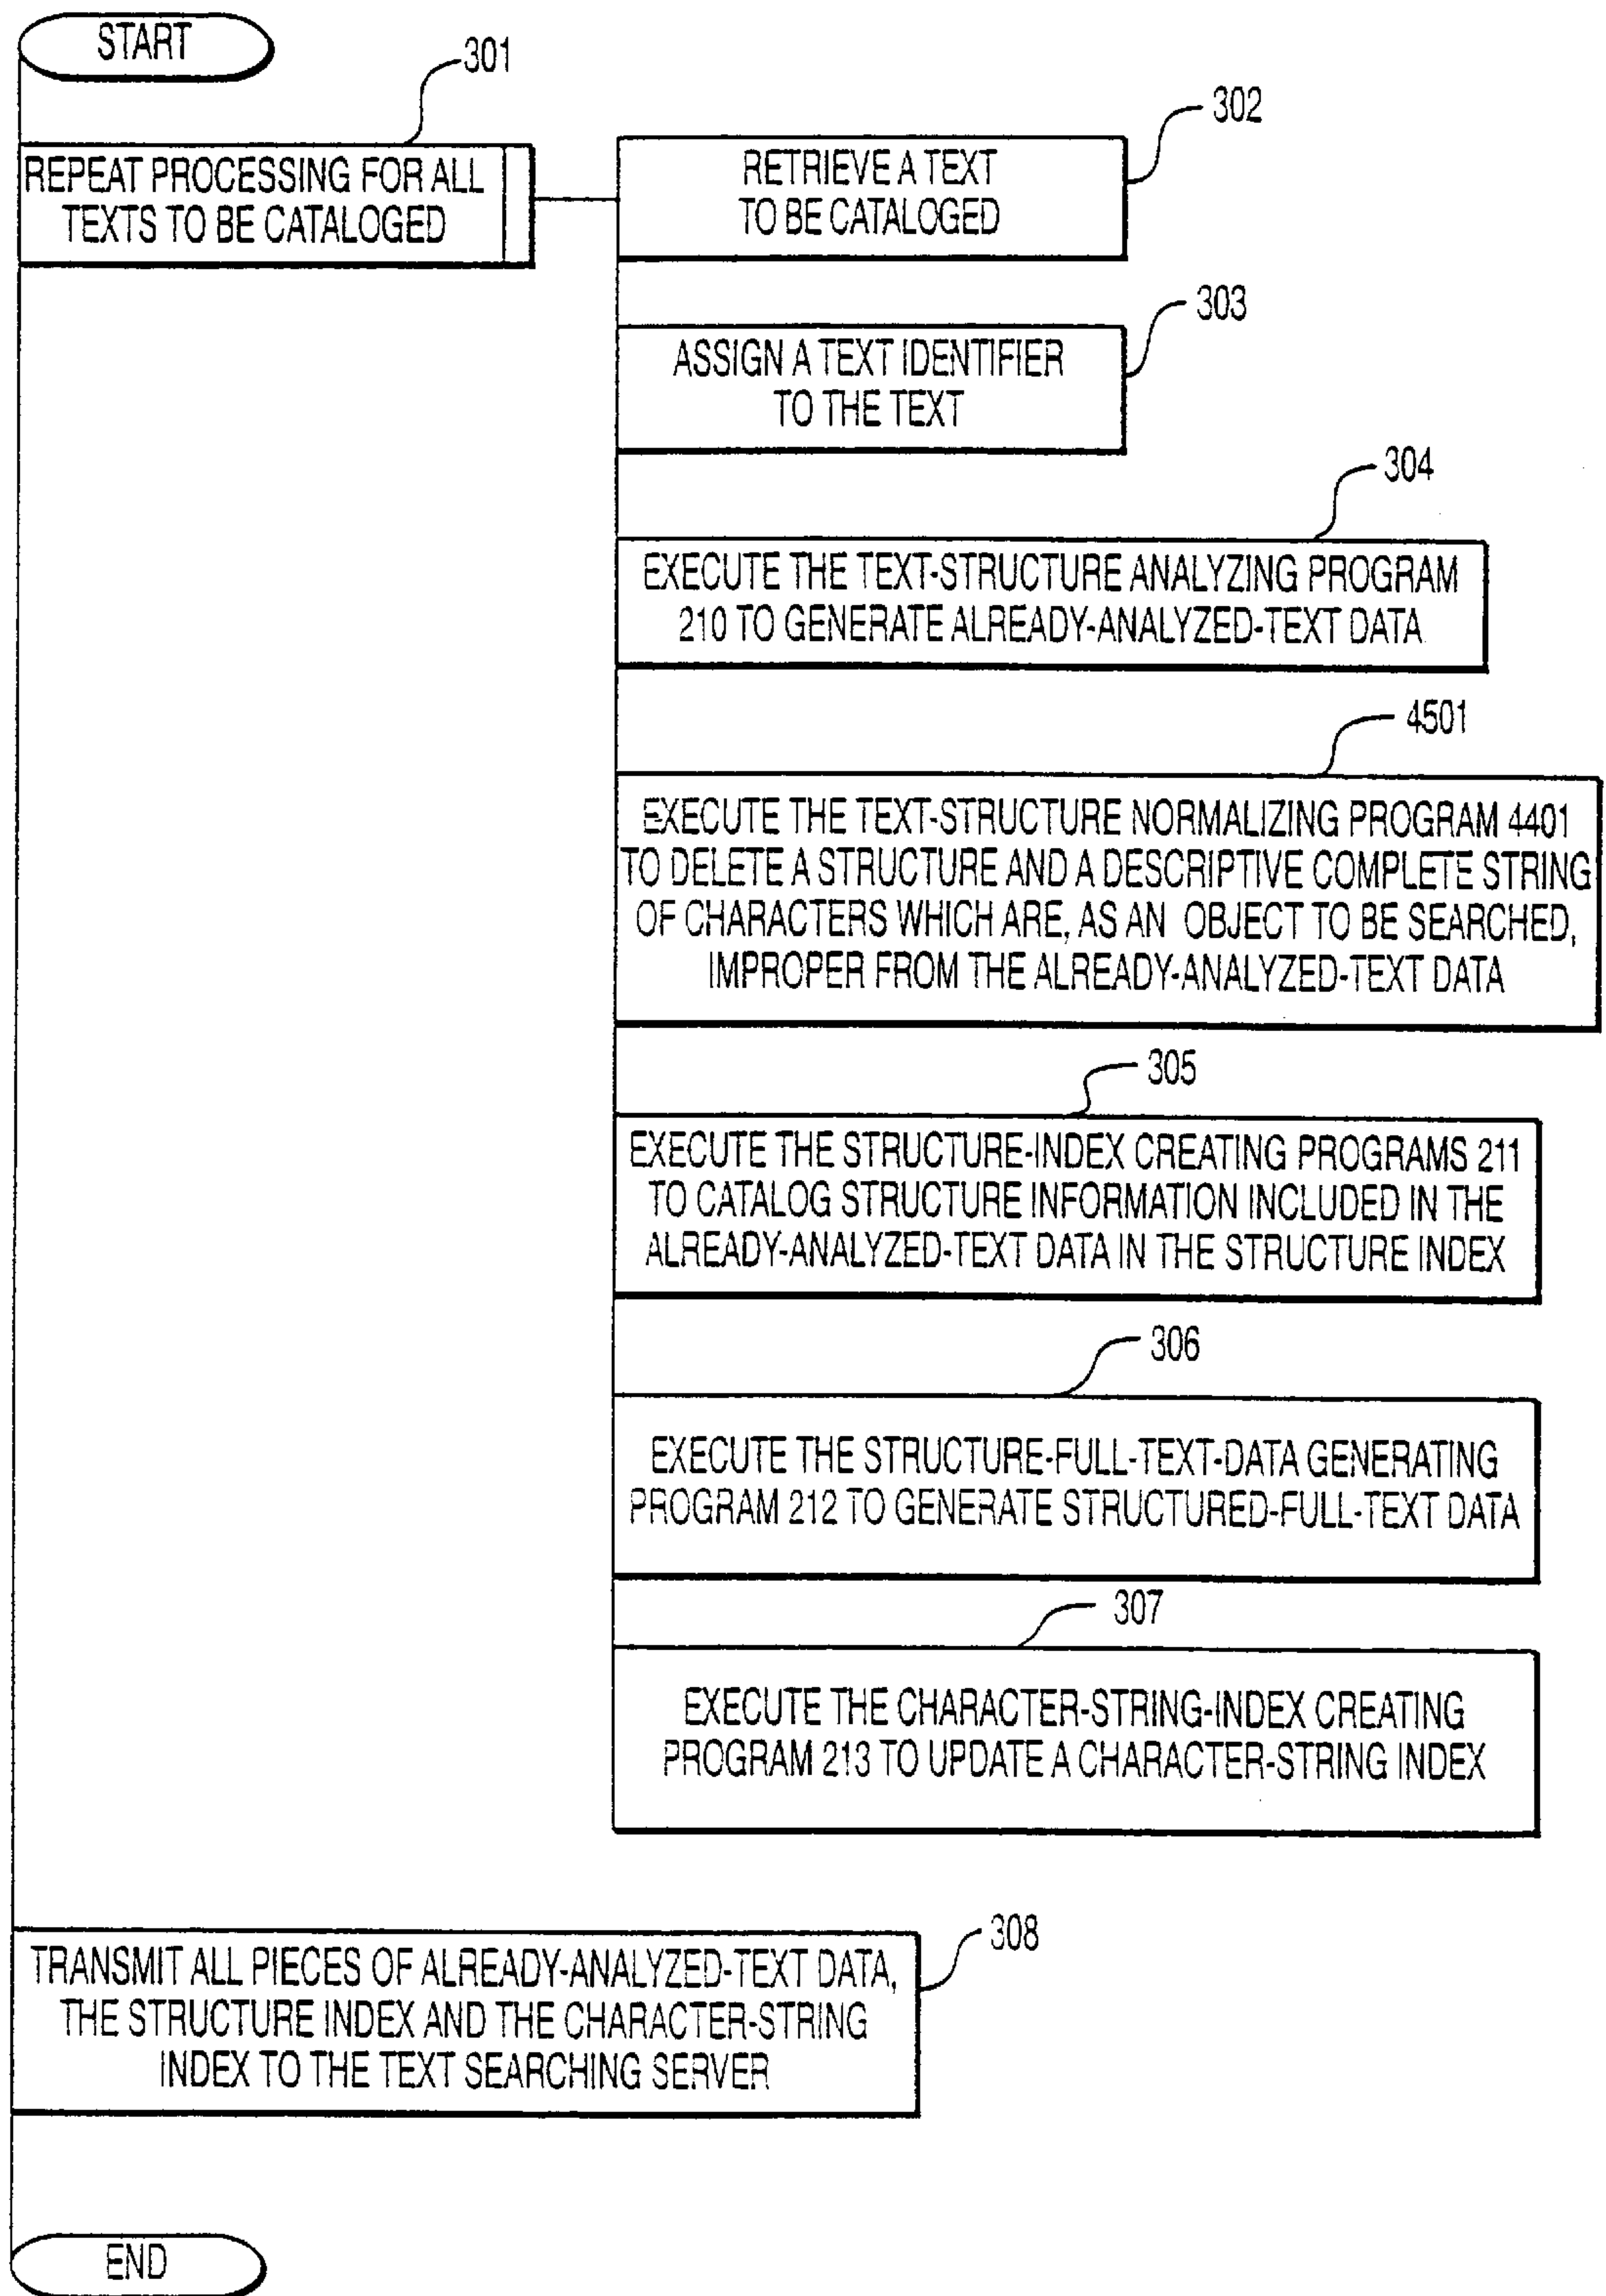 START
301
REPEAT PROCESSING FOR ALL
TEXTS TO BE CATALOGED
302
RETRIEVE A TEXT
TO BE CATALOGED
303
ASSIGN A TEXT IDENTIFIER
TO THE TEXT
304
EXECUTE THE TEXT-STRUCTURE ANALYZING PROGRAM
210 TO GENERATE ALREADY-ANALYZED-TEXT DATA
4501
EXECUTE THE TEXT-STRUCTURE NORMALIZING PROGRAM 4401
TO DELETE A STRUCTURE AND A DESCRIPTIVE COMPLETE STRING
OF CHARACTERS WHICH ARE, AS AN OBJECT TO BE SEARCHED,
IMPROPER FROM THE ALREADY-ANALYZED-TEXT DATA
305
EXECUTE THE STRUCTURE-INDEX CREATING PROGRAMS 211
TO CATALOG STRUCTURE INFORMATION INCLUDED IN THE
ALREADY-ANALYZED-TEXT DATA IN THE STRUCTURE INDEX
306
EXECUTE THE STRUCTURE-FULL-TEXT-DATA GENERATING
PROGRAM 212 TO GENERATE STRUCTURED-FULL-TEXT DATA
307
EXECUTE THE CHARACTER-STRING-INDEX CREATING
PROGRAM 213 TO UPDATE A CHARACTER-STRING INDEX
308
TRANSMIT ALL PIECES OF ALREADY-ANALYZED-TEXT DATA,
THE STRUCTURE INDEX AND THE CHARACTER-STRING
INDEX TO THE TEXT SEARCHING SERVER
END